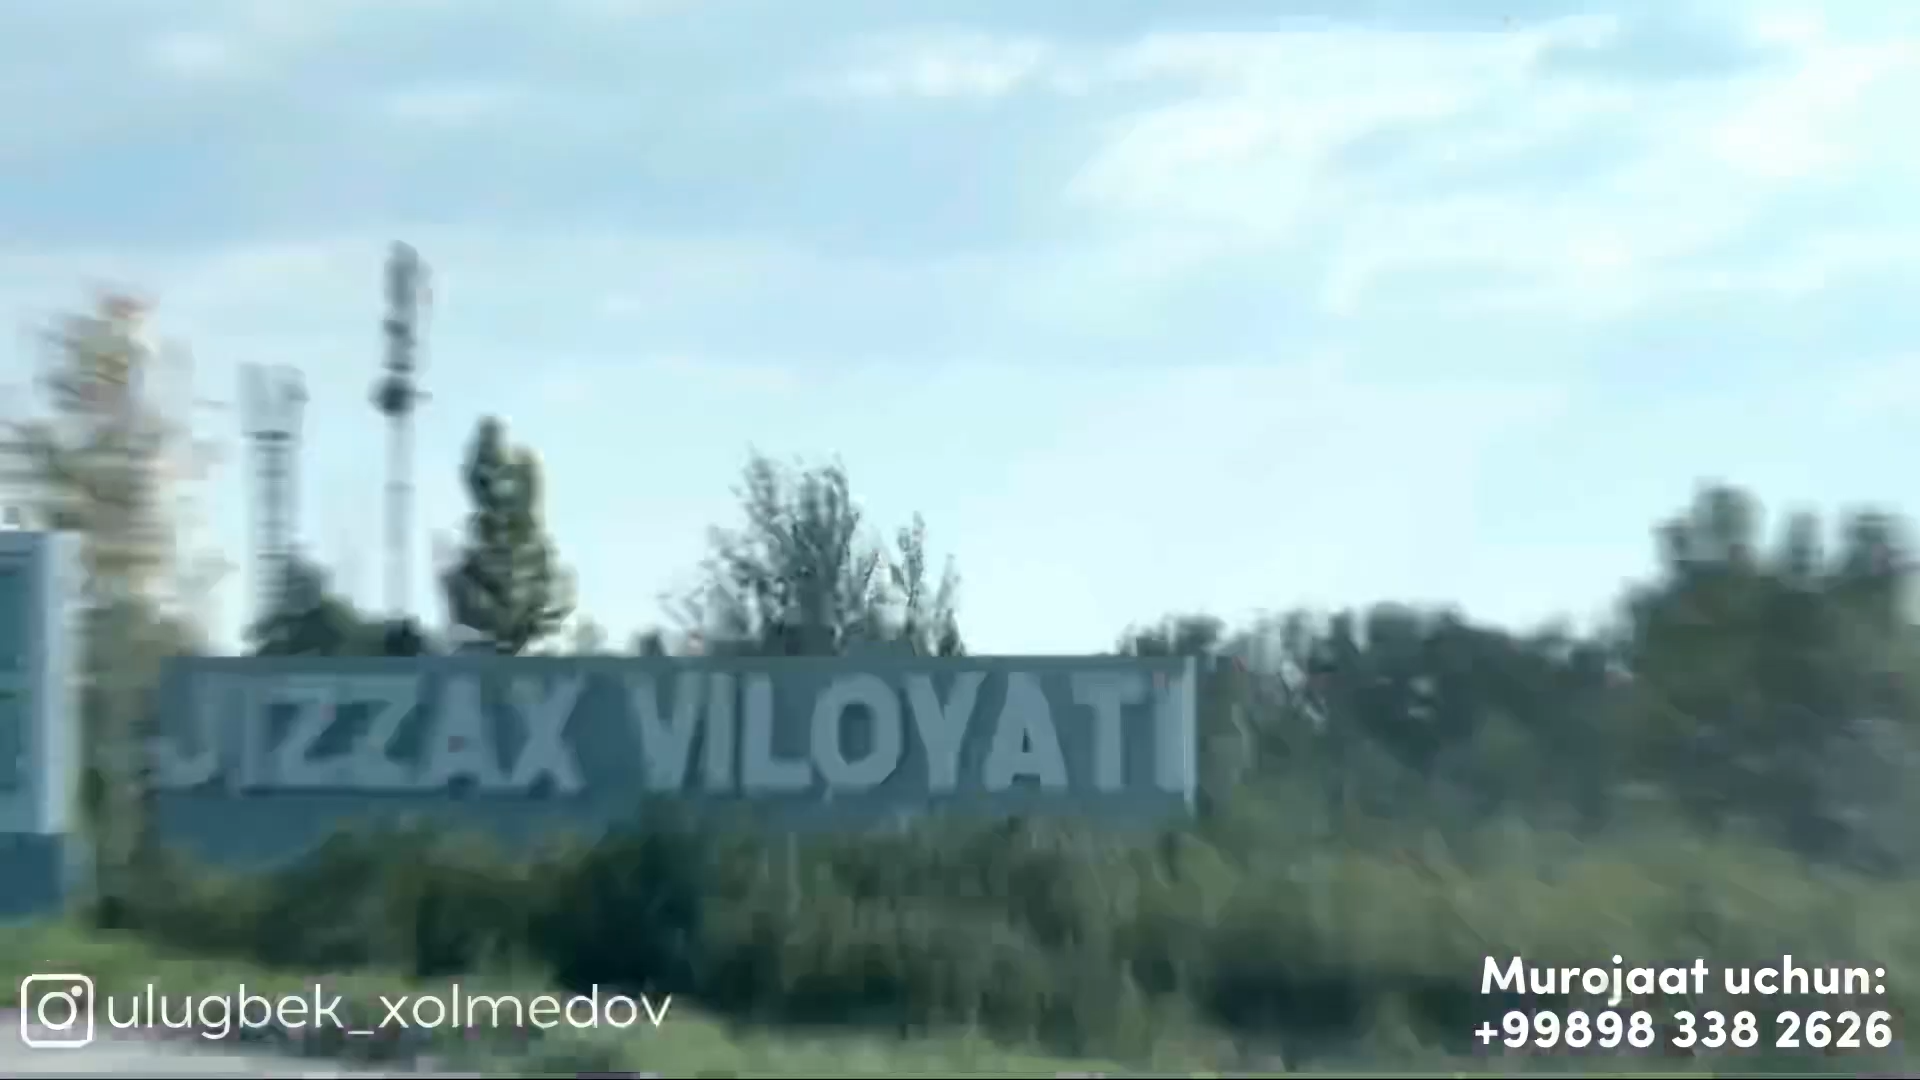 JIZZAX VILOYATI
ulugbek_xolmedov
Murojaat uchun:
+99898 338 2626